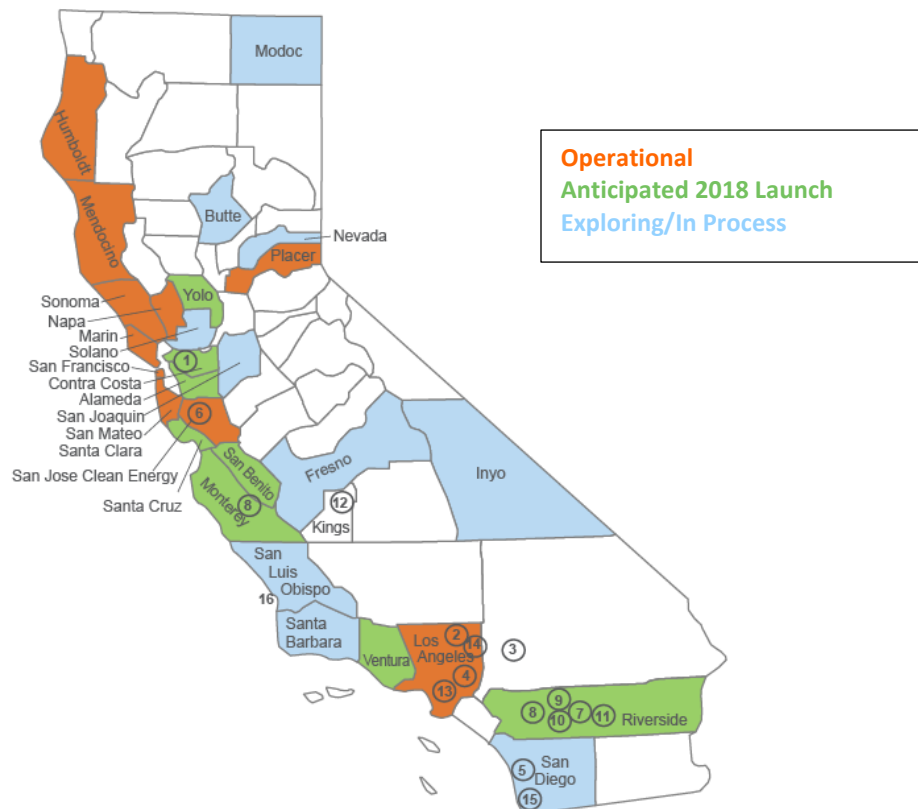 Modoc
Operational
Anticipated 2018 Launch
Exploring/In Process
Humboldt
Mendocino
Butte
Nevada
Placer
Yolo
Sonoma
Napa
Marin
Solano
San Francisco
Contra Costa
Alameda
San Joaquin
San Mateo
Santa Clara
San Jose Clean Energy
Santa Cruz
1
6
San Benito
Monterey
8
Fresno
Inyo
12
Kings
San
Luis
Obispo
16
Santa
Barbara
Ventura
Los
Angeles
2
14
3
4
13
9
8
10
7
11
Riverside
San
Diego
5
15